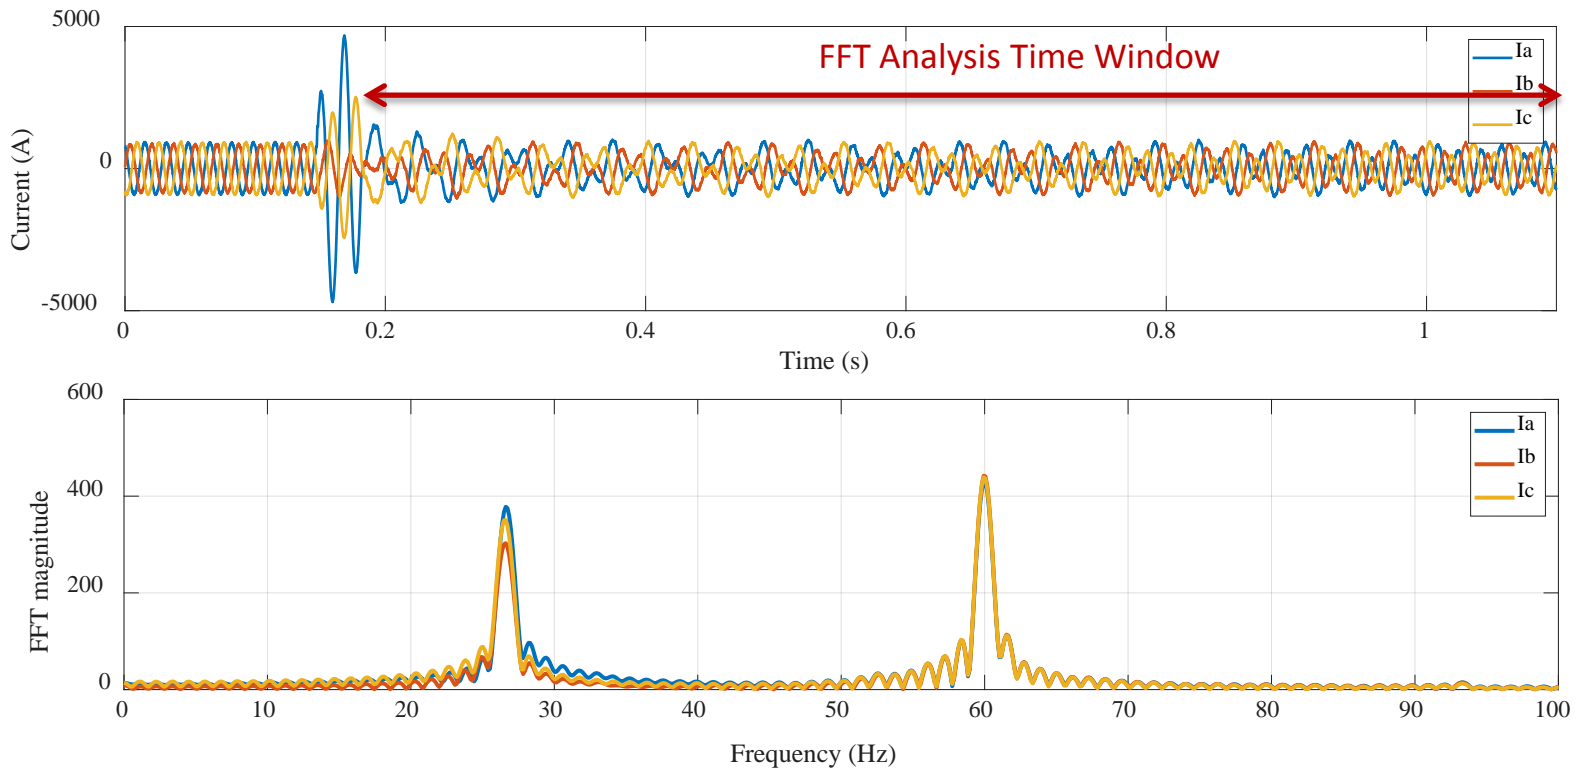 5000
FFT Analysis Time Window
Ia
Ib
Ic
Current (A)
0
-5000
0
0.2
0.4
0.6
0.8
1
Time (s)
600
Ia
Ib
Ic
400
FFT magnitude
200
0
0
10
20
30
40
50
60
70
80
90
100
Frequency (Hz)